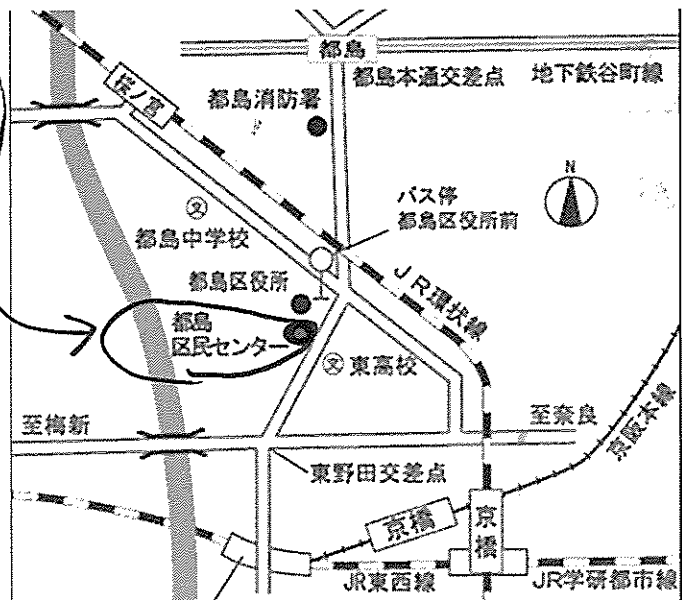 都島
都島本通交差点
地下鉄谷町線
桜ノ宮
都島消防署
N
バス停
都島区役所前
文
都島中学校
JR環状線
都島区役所
都島
区民センター
文
東高校
至梅新
至奈良
京阪本線
東野田交差点
京橋
京橋
JR東西線
JR学研都市線